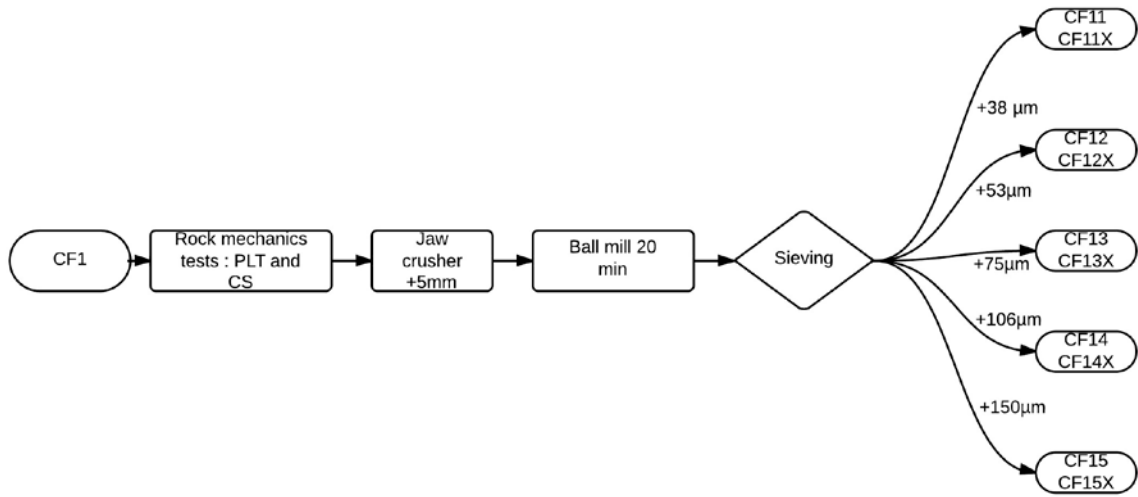 CF1
Rock mechanics
tests : PLT and
CS
Jaw
crusher
+5mm
Ball mill 20
min
Sieving
+38 µm
+53µm
+75µm
+106µm
+150µm
CF11
CF11X
CF12
CF12X
CF13
CF13X
CF14
CF14X
CF15
CF15X